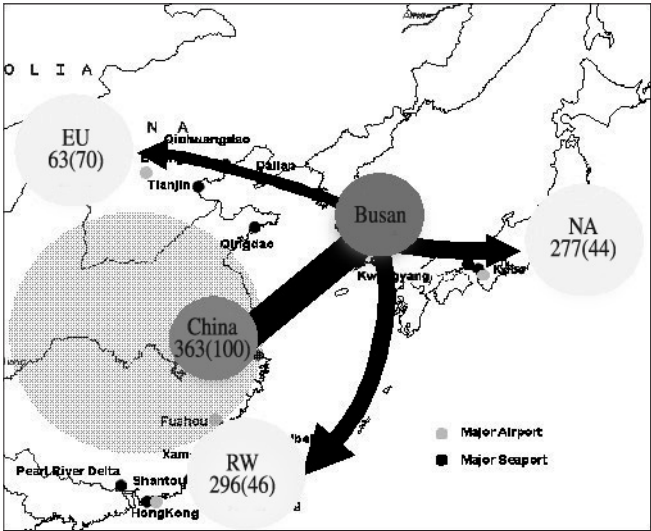 O L I A
N A
EU
63(70)
Qinhuangdao
Dalian
Tianjin
Busan
NA
277(44)
Qingdao
Kwangyang
Kobe
China
363(100)
Fuzhou
Major Airport
Major Seaport
Pearl River Delta
Shantou
HongKong
RW
296(46)